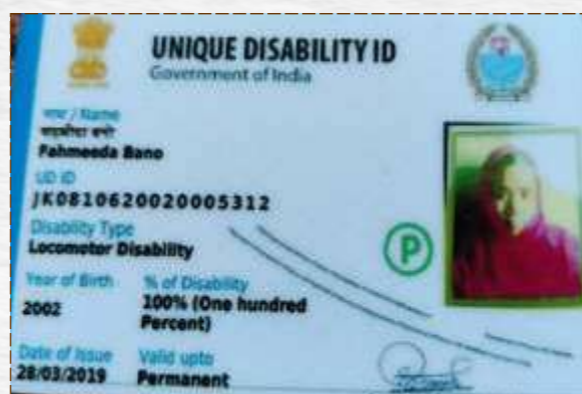 UNIQUE DISABILITY ID
Government of India
नाम / Name
Fahmeeda Bano
UD ID
JK0810620020005312
Disability Type
Locomotor Disability
Year of Birth
2002
% of Disability
100% (One hundred
Percent)
P
Date of Issue
28/03/2019
Valid upto
Permanent